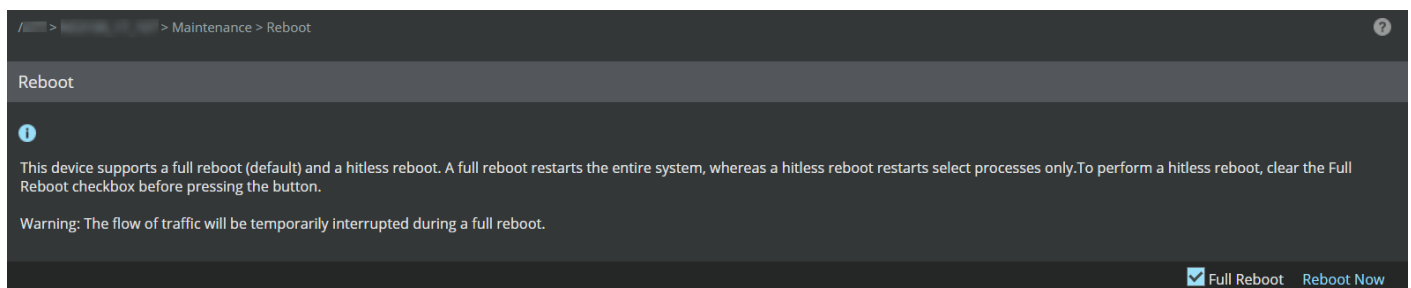 / > > Maintenance > Reboot
?
Reboot
i
This device supports a full reboot (default) and a hitless reboot. A full reboot restarts the entire system, whereas a hitless reboot restarts select processes only.To perform a hitless reboot, clear the Full
Reboot checkbox before pressing the button.
Warning: The flow of traffic will be temporarily interrupted during a full reboot.
Full Reboot Reboot Now